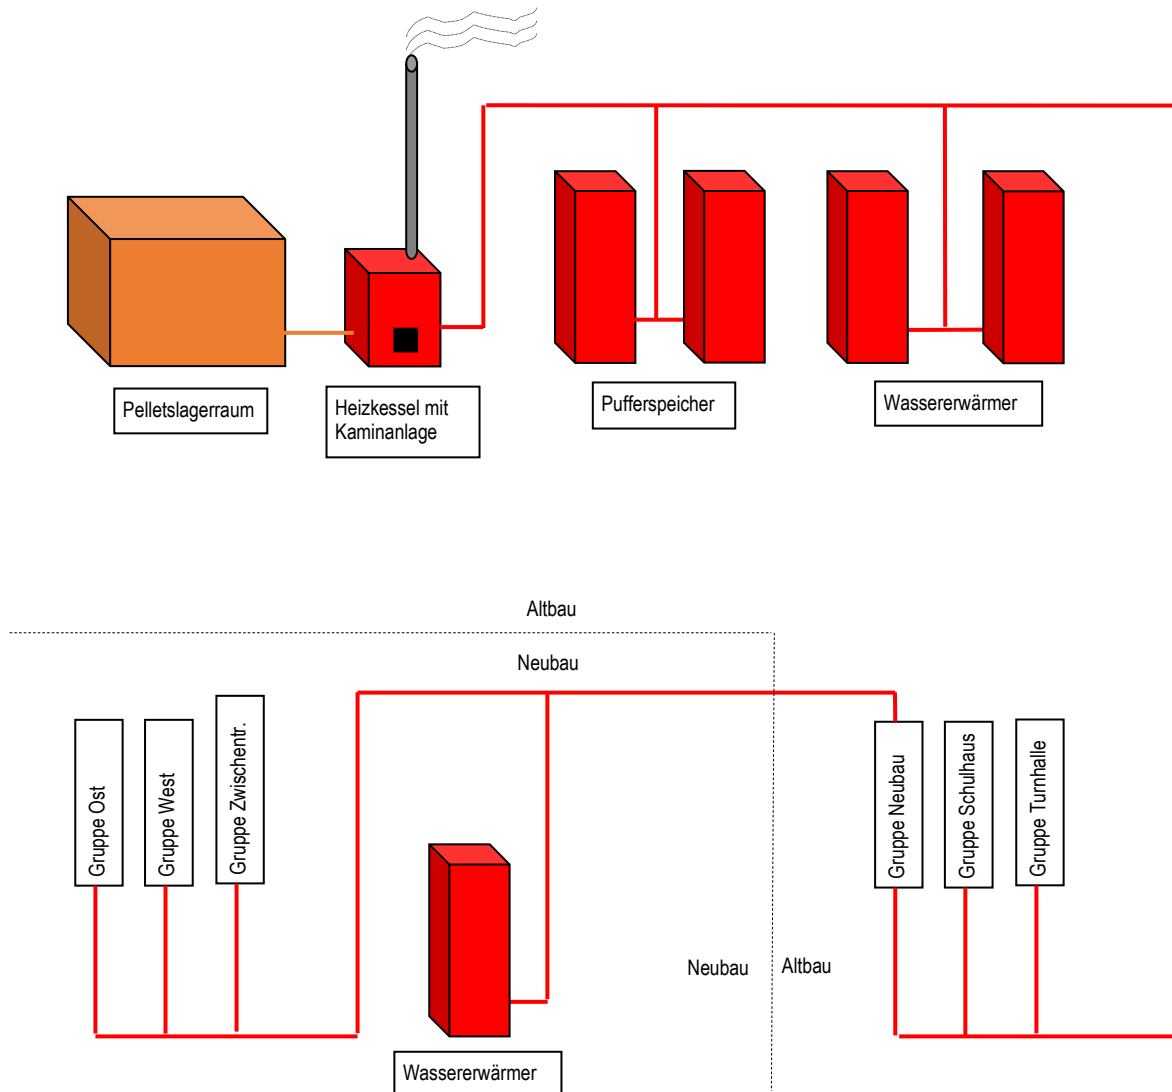 Pelletslagerraum
Heizkessel mit
Kaminanlage
Pufferspeicher
Wassererwärmer
Altbau
Neubau
Gruppe Ost
Gruppe West
Gruppe Zwischentr.
Gruppe Neubau
Gruppe Schulhaus
Gruppe Turnhalle
Neubau
Altbau
Wassererwärmer